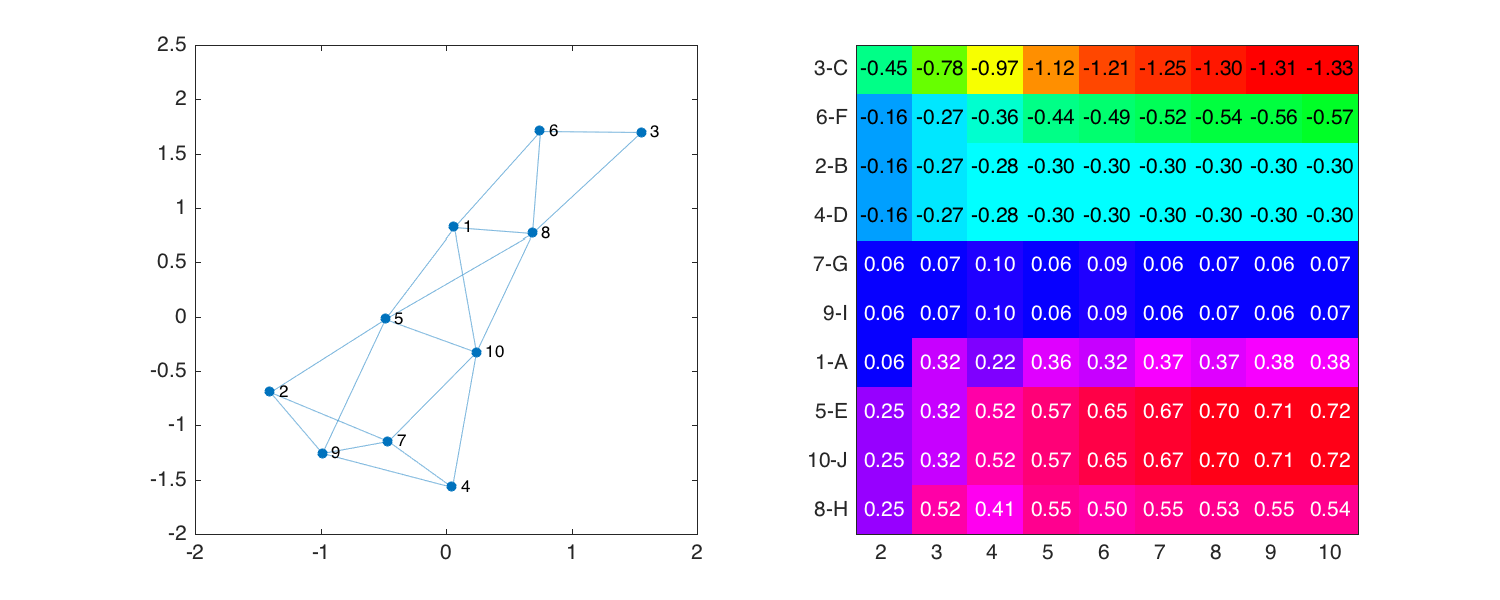 2.5
2
1.5
1
0.5
0
-0.5
-1
-1.5
-2
-2 -1 0 1 2
6
3
1
8
5
10
2
7
9
4
3-C -0.45 -0.78 -0.97 -1.12 -1.21 -1.25 -1.30 -1.31 -1.33
6-F -0.16 -0.27 -0.36 -0.44 -0.49 -0.52 -0.54 -0.56 -0.57
2-B -0.16 -0.27 -0.28 -0.30 -0.30 -0.30 -0.30 -0.30 -0.30
4-D -0.16 -0.27 -0.28 -0.30 -0.30 -0.30 -0.30 -0.30 -0.30
7-G 0.06 0.07 0.10 0.06 0.09 0.06 0.07 0.06 0.07
9-I 0.06 0.07 0.10 0.06 0.09 0.06 0.07 0.06 0.07
1-A 0.06 0.32 0.22 0.36 0.32 0.37 0.37 0.38 0.38
5-E 0.25 0.32 0.52 0.57 0.65 0.67 0.70 0.71 0.72
10-J 0.25 0.32 0.52 0.57 0.65 0.67 0.70 0.71 0.72
8-H 0.25 0.52 0.41 0.55 0.50 0.55 0.53 0.55 0.54
2 3 4 5 6 7 8 9 10